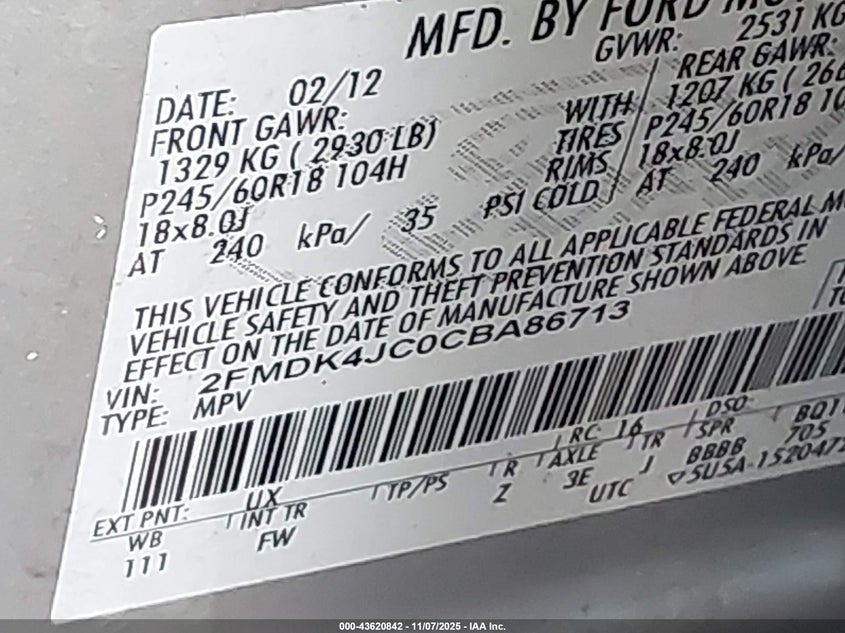 MFD. BY FORD
GVWR: 2531 KG
DATE: 02/12
FRONT GAWR:
1329 KG ( 2930 LB)
P245/60R18 104H
18x8.0J
AT 240 kPa/ 35 PSI COLD
WITH
TIRES
RIMS
REAR GAWR:
1207 KG (
P245/60R18
18x8.0J
AT 240 kPa/
THIS VEHICLE CONFORMS TO ALL APPLICABLE FEDERAL
VEHICLE SAFETY AND THEFT PREVENTION STANDARDS IN
EFFECT ON THE DATE OF MANUFACTURE SHOWN ABOVE
VIN: 2FMDK4JC0CBA86713
TYPE: MPV
EXT PNT: UX RC: 16 DSO:
WB INT TR TP/PS R AXLE TR SPR
111 FW Z 3E J BBBB 705
UTC
000-43620842 - 11/07/2025 - IAA Inc.